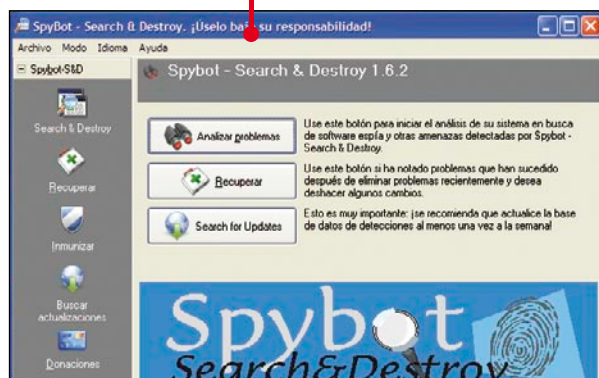 SpyBot - Search & Destroy. ¡Úselo bajo su responsabilidad!
Archivo Modo Idioma Ayuda
Spybot-S&D
Spybot - Search & Destroy 1.6.2
Search & Destroy
Recuperar
Inmunizar
Buscar
actualizaciones
Donaciones
Analizar problemas
Use este botón para iniciar el análisis de su sistema en busca
de software espía y otras amenazas detectadas por Spybot -
Search & Destroy.
Recuperar
Use este botón si ha notado problemas que han sucedido
después de eliminar problemas recientemente y desea
deshacer algunos cambios.
Search for Updates
Esto es muy importante: ¡se recomienda que actualice la base
de datos de detecciones al menos una vez a la semana!
Spybot
Search&Destroy